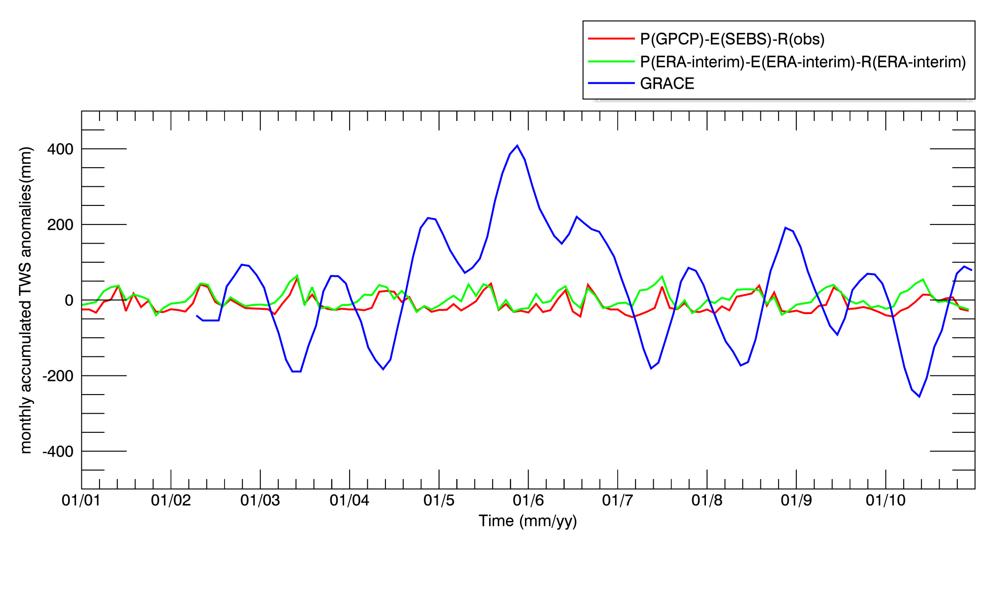 P(GPCP)-E(SEBS)-R(obs)
P(ERA-interim)-E(ERA-interim)-R(ERA-interim)
GRACE
monthly accumulated TWS anomalies(mm)
400
200
0
-200
-400
01/01 01/02 01/03 01/04 01/5 01/6 01/7 01/8 01/9 01/10
Time (mm/yy)